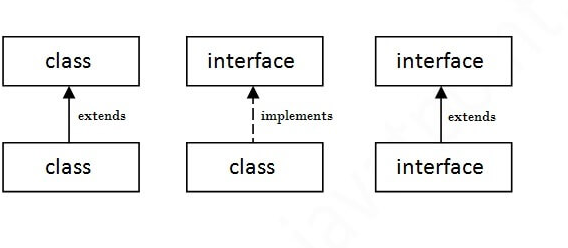 class
interface
interface
extends
implements
extends
class
class
interface